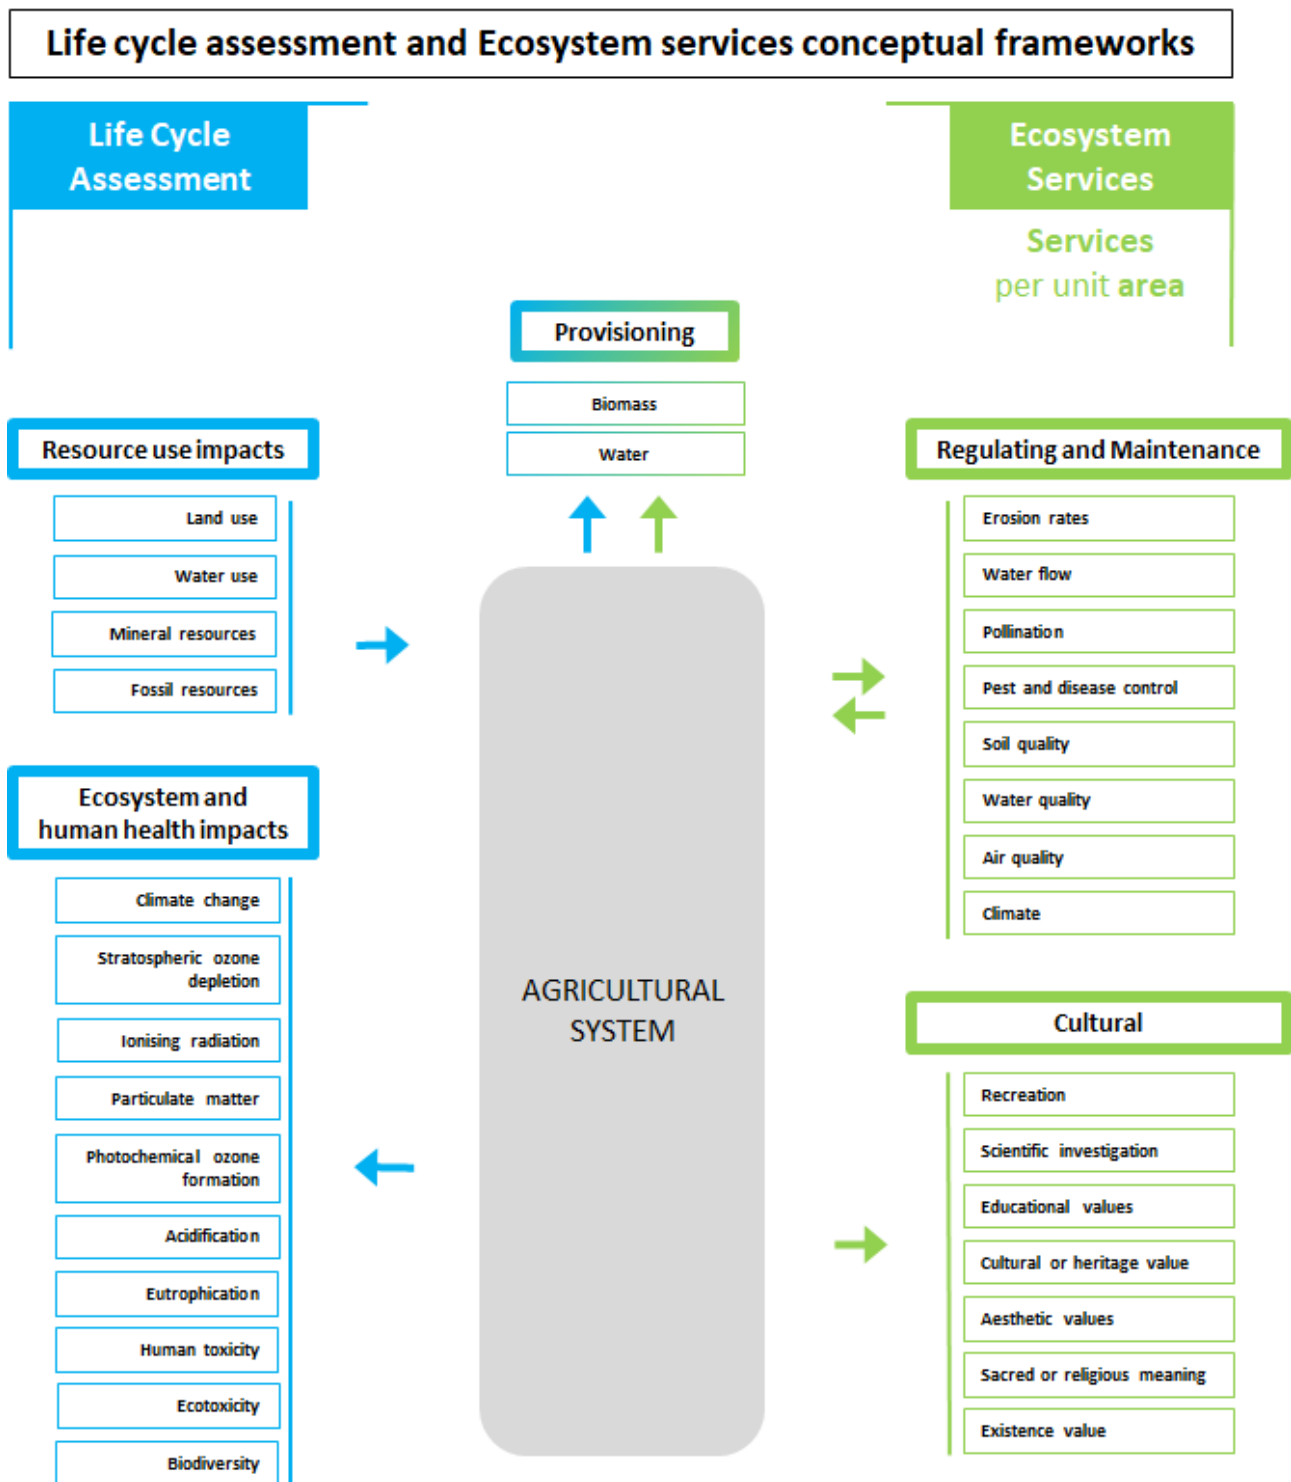 Life cycle assessment and Ecosystem services conceptual frameworks
Life Cycle
Assessment
Ecosystem
Services
Services
per unit area
Provisioning
Biomass
Water
Resource use impacts
Land use
Water use
Mineral resources
Fossil resources
Ecosystem and
human health impacts
Climate change
Stratospheric ozone
depletion
Ionising radiation
Particulate matter
Photochemical ozone
formation
Acidification
Eutrophication
Human toxicity
Ecotoxicity
Biodiversity
AGRICULTURAL
SYSTEM
Regulating and Maintenance
Erosion rates
Water flow
Pollination
Pest and disease control
Soil quality
Water quality
Air quality
Climate
Cultural
Recreation
Scientific investigation
Educational values
Cultural or heritage value
Aesthetic values
Sacred or religious meaning
Existence value